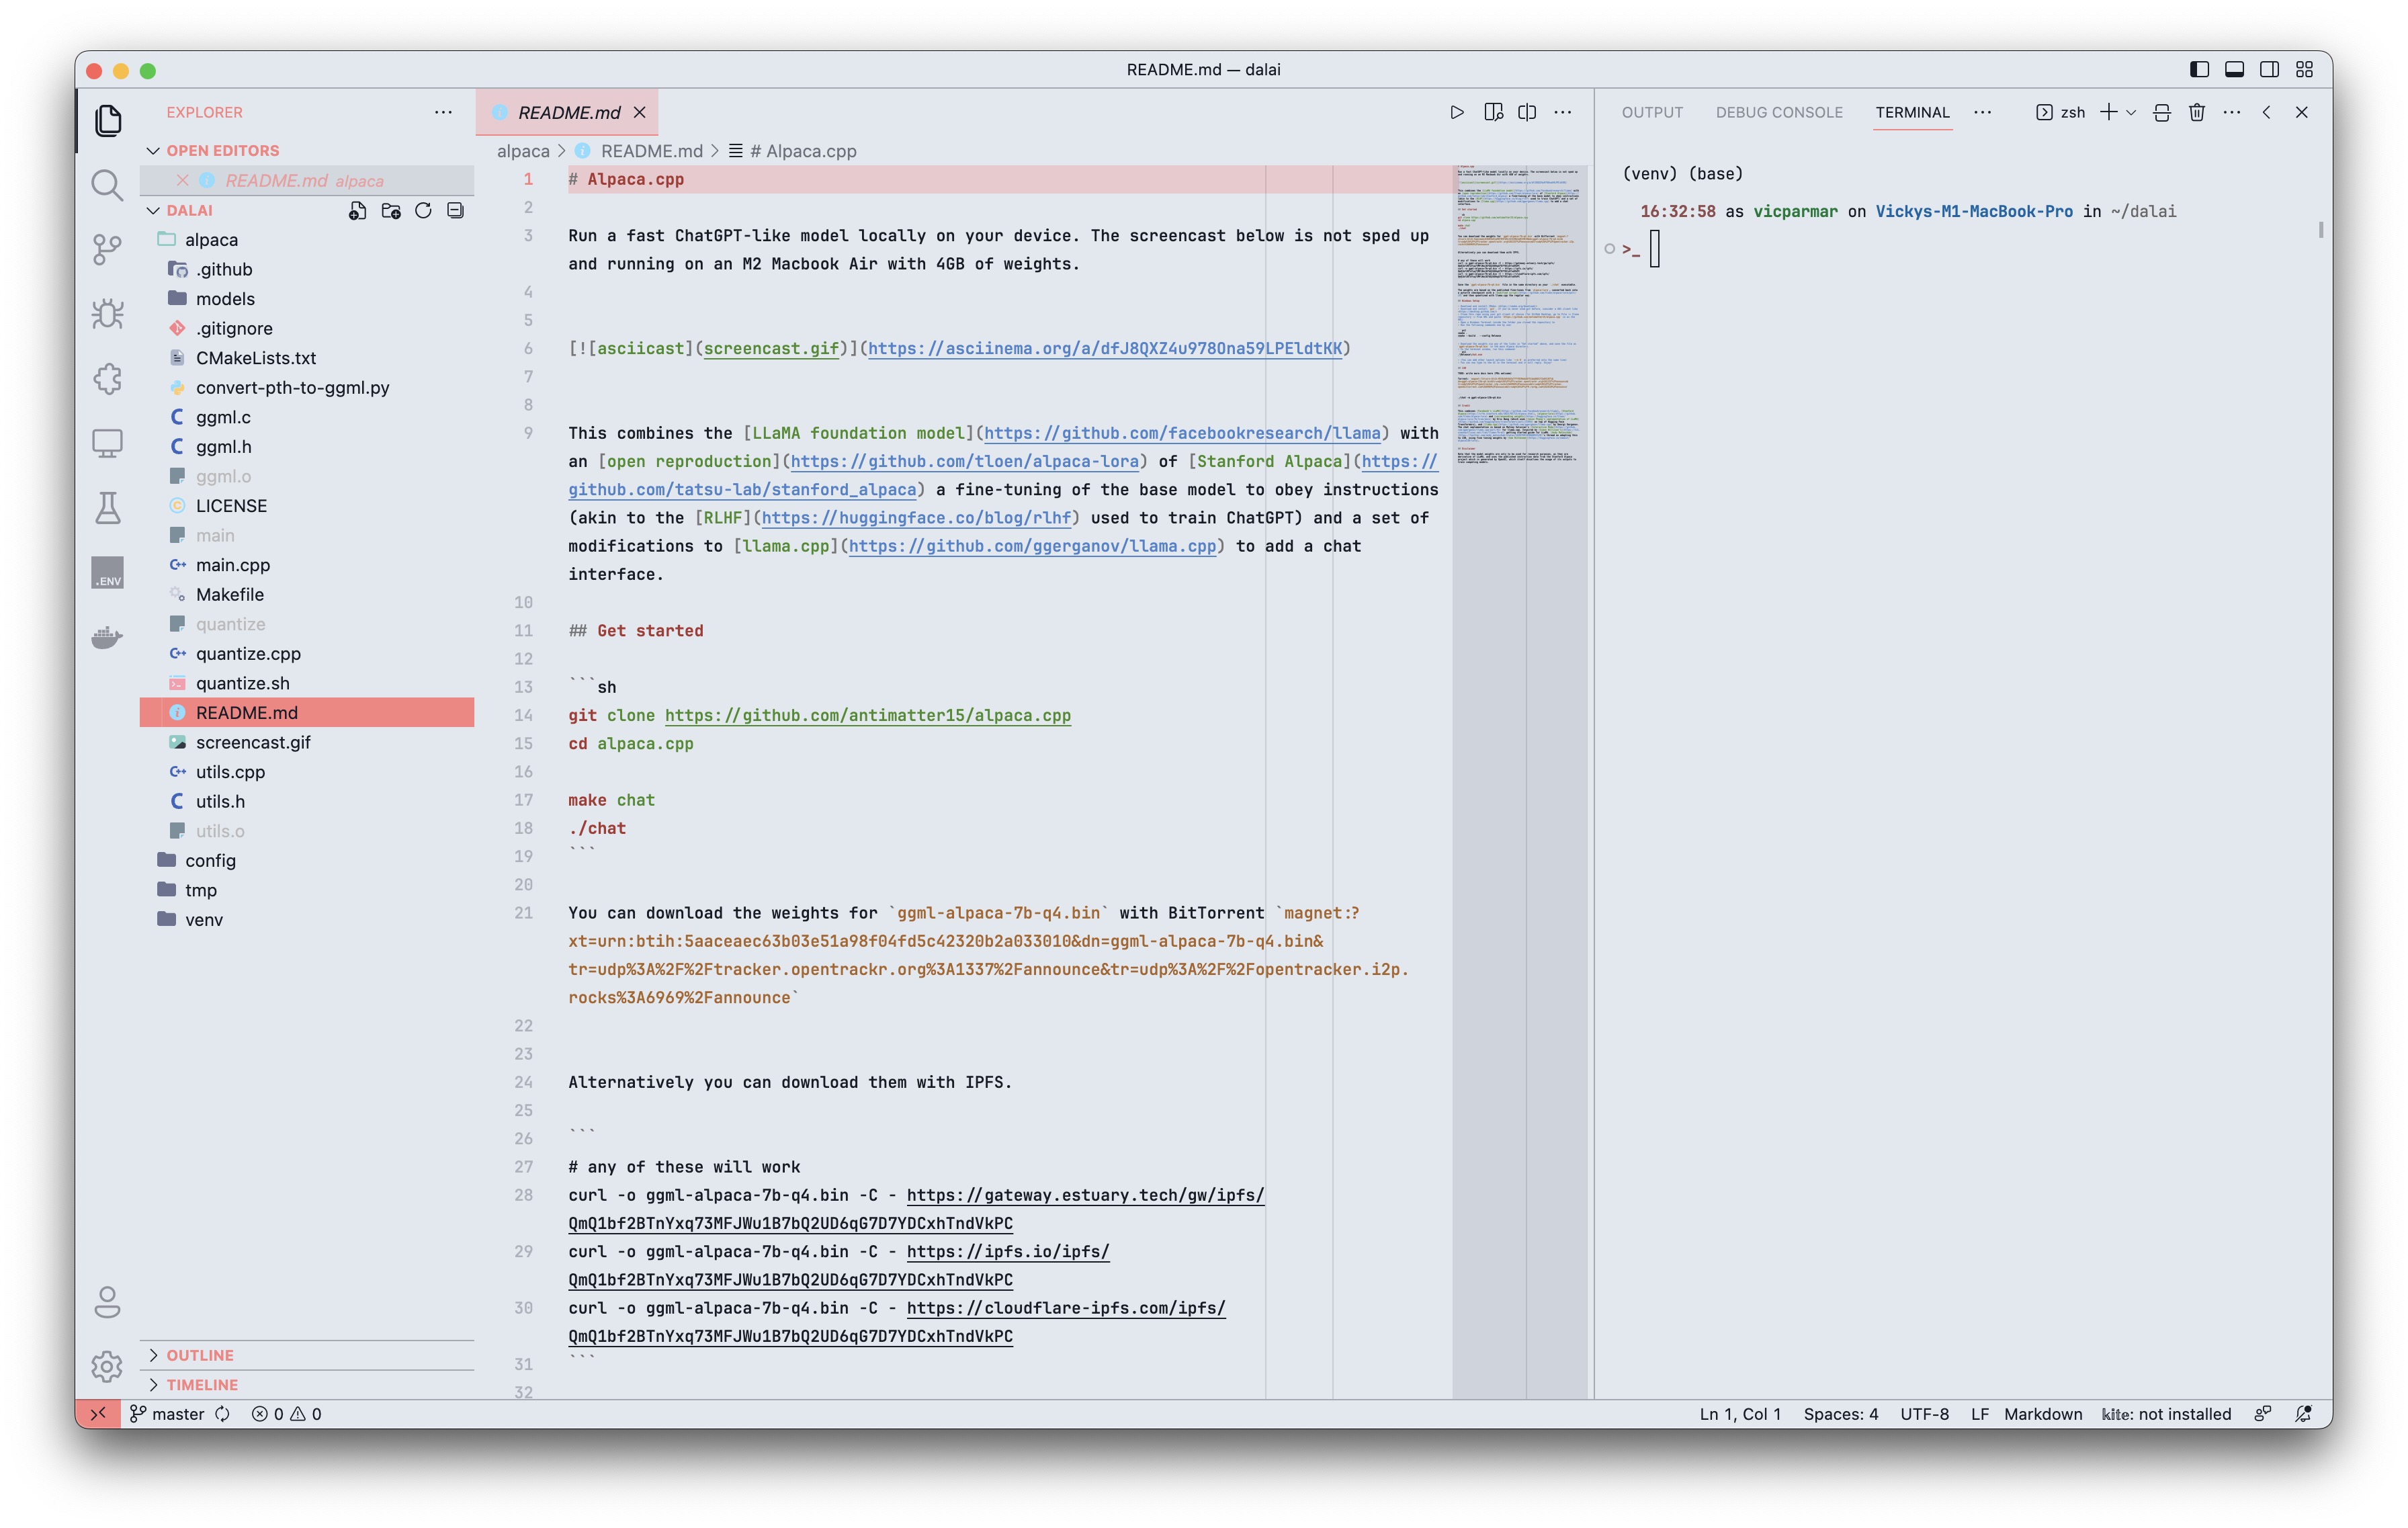 README.md — dalai
EXPLORER
OPEN EDITORS
README.md alpaca
DALAI
alpaca
.github
models
.gitignore
CMakeLists.txt
convert-pth-to-ggml.py
ggml.c
ggml.h
ggml.o
LICENSE
main
main.cpp
Makefile
quantize
quantize.cpp
quantize.sh
README.md
screencast.gif
utils.cpp
utils.h
utils.o
config
tmp
venv
OUTLINE
TIMELINE
.ENV
README.md
alpaca > README.md > # Alpaca.cpp
1 # Alpaca.cpp
2
3 Run a fast ChatGPT-like model locally on your device. The screencast below is not sped up
and running on an M2 Macbook Air with 4GB of weights.
4
5
6 [![asciicast](screencast.gif)](https://asciinema.org/a/dfJ8QXZ4u978Ona59LPEldtKK)
7
8
9 This combines the [LLaMA foundation model](https://github.com/facebookresearch/llama) with
an [open reproduction](https://github.com/tloen/alpaca-lora) of [Stanford Alpaca](https://
github.com/tatsu-lab/stanford_alpaca) a fine-tuning of the base model to obey instructions
(akin to the [RLHF](https://huggingface.co/blog/rlhf) used to train ChatGPT) and a set of
modifications to [llama.cpp](https://github.com/ggerganov/llama.cpp) to add a chat
interface.
10
11 ## Get started
12
13 ```sh
14 git clone https://github.com/antimatter15/alpaca.cpp
15 cd alpaca.cpp
16
17 make chat
18 ./chat
19 ```
20
21 You can download the weights for `ggml-alpaca-7b-q4.bin` with BitTorrent `magnet:?
xt=urn:btih:5aaceaec63b03e51a98f04fd5c42320b2a033010&dn=ggml-alpaca-7b-q4.bin&
tr=udp%3A%2F%2Ftracker.opentrackr.org%3A1337%2Fannounce&tr=udp%3A%2F%2Fopentracker.i2p.
rocks%3A6969%2Fannounce`
22
23
24 Alternatively you can download them with IPFS.
25
26 ```
27 # any of these will work
28 curl -o ggml-alpaca-7b-q4.bin -C - https://gateway.estuary.tech/gw/ipfs/
QmQ1bf2BTnYxq73MFJWu1B7bQ2UD6qG7D7YDCxhTndVkPC
29 curl -o ggml-alpaca-7b-q4.bin -C - https://ipfs.io/ipfs/
QmQ1bf2BTnYxq73MFJWu1B7bQ2UD6qG7D7YDCxhTndVkPC
30 curl -o ggml-alpaca-7b-q4.bin -C - https://cloudflare-ipfs.com/ipfs/
QmQ1bf2BTnYxq73MFJWu1B7bQ2UD6qG7D7YDCxhTndVkPC
31 ```
32
OUTPUT DEBUG CONSOLE TERMINAL zsh
(venv) (base)
16:32:58 as vicparmar on Vickys-M1-MacBook-Pro in ~/dalai
>_
master 0 0 Ln 1, Col 1 Spaces: 4 UTF-8 LF Markdown kite: not installed